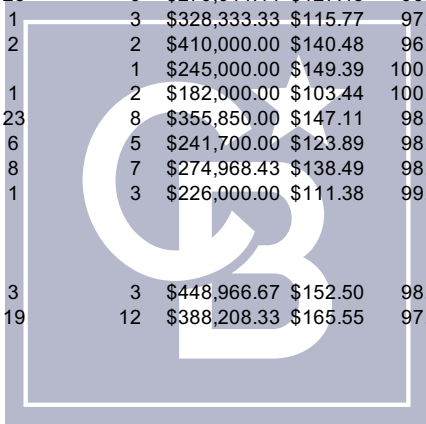 1 3 $328,333.33 $115.77 97
2 2 $410,000.00 $140.48 96
1 $245,000.00 $149.39 100
1 2 $182,000.00 $103.44 100
23 8 $355,850.00 $147.11 98
6 5 $241,700.00 $123.89 98
8 7 $274,968.43 $138.49 98
1 3 $226,000.00 $111.38 99
3 3 $448,966.67 $152.50 98
19 12 $388,208.33 $165.55 97
CB